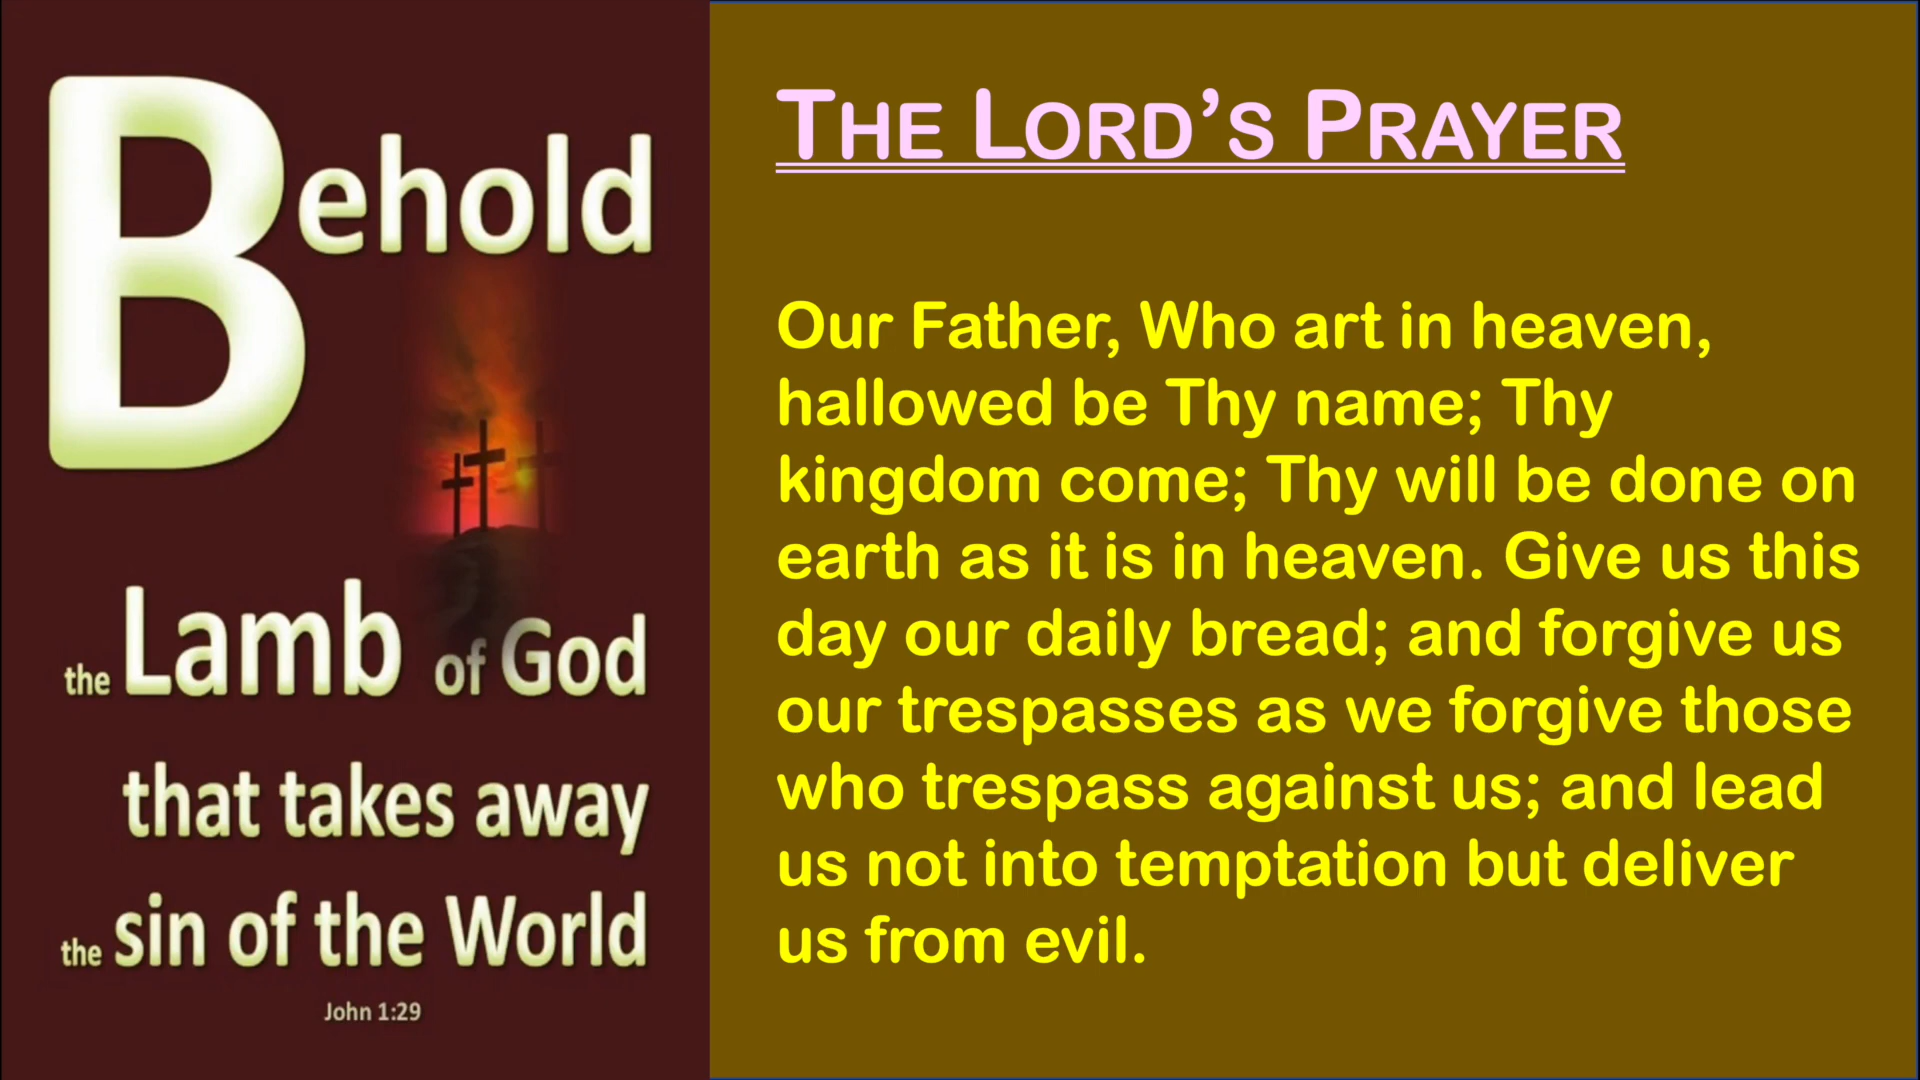 Behold
the Lamb of God
that takes away
the sin of the World
John 1:29
THE LORD’S PRAYER
Our Father, Who art in heaven,
hallowed be Thy name; Thy
kingdom come; Thy will be done on
earth as it is in heaven. Give us this
day our daily bread; and forgive us
our trespasses as we forgive those
who trespass against us; and lead
us not into temptation but deliver
us from evil.